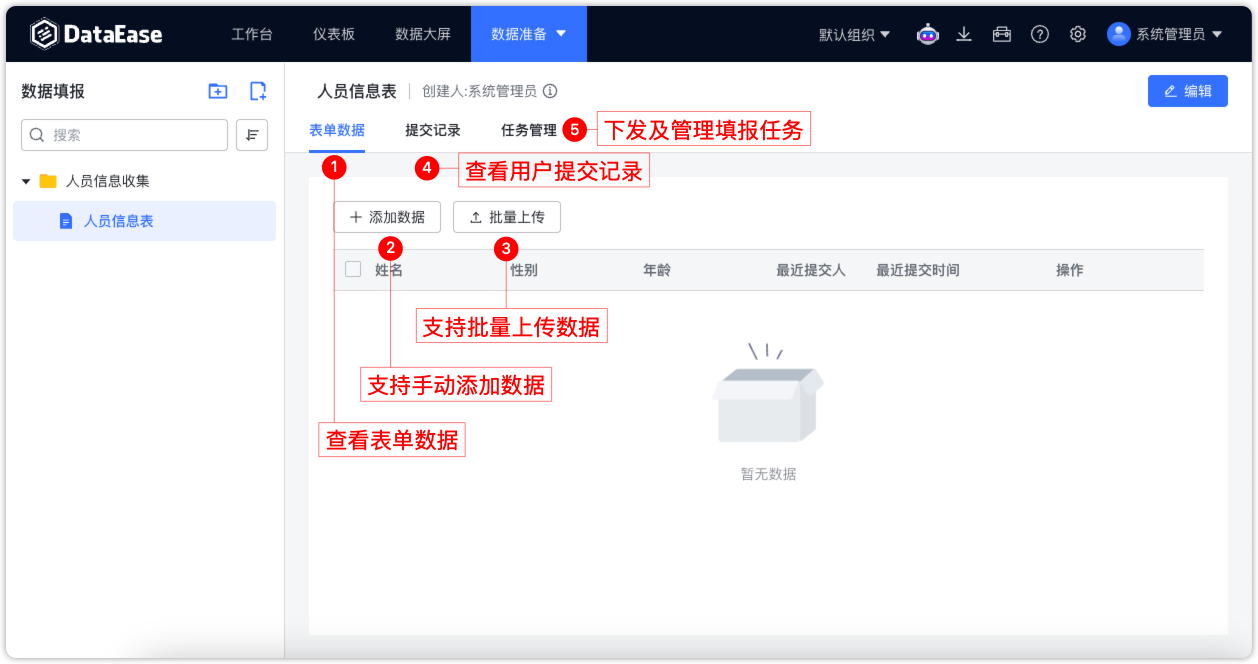 DataEase
工作台
仪表板
数据大屏
数据准备
默认组织
系统管理员
数据填报
搜索
人员信息收集
人员信息表
人员信息表
创建人:系统管理员
编辑
表单数据
提交记录
任务管理
5
下发及管理填报任务
1
4
查看用户提交记录
添加数据
批量上传
2
3
姓名
性别
年龄
最近提交人
最近提交时间
操作
支持批量上传数据
支持手动添加数据
查看表单数据
暂无数据